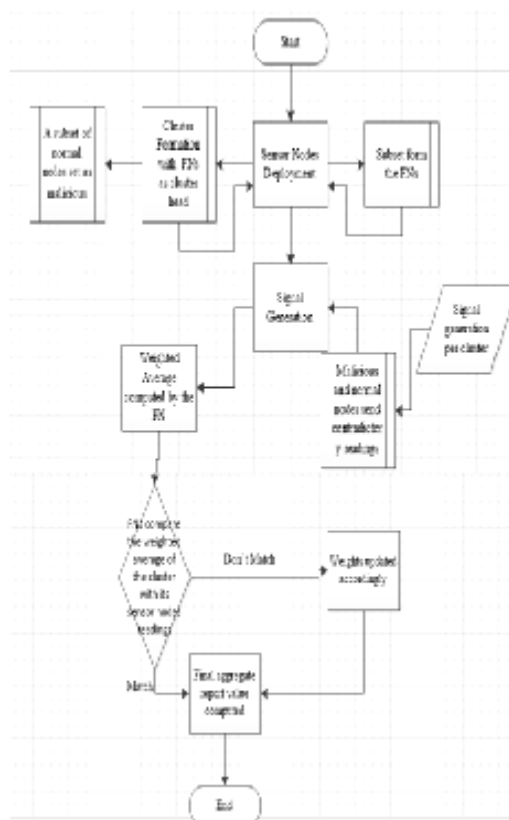 Start
A subset of
normal
nodes set as
malicious
Cluster
Formation
with FNs
as cluster
head
Sensor Nodes
Deployment
Subset form
the FNs
Signal
Generation
Signal
generation
per cluster
Weighted
Average
computed by the
FN
Malicious
and normal
nodes send
contradictor
y readings
FNs compare
the weighted
average of
the cluster
with its
sensor nodes
readings
Don't Match
Weights updated
accordingly
Match
Final aggregate
report value
computed
End